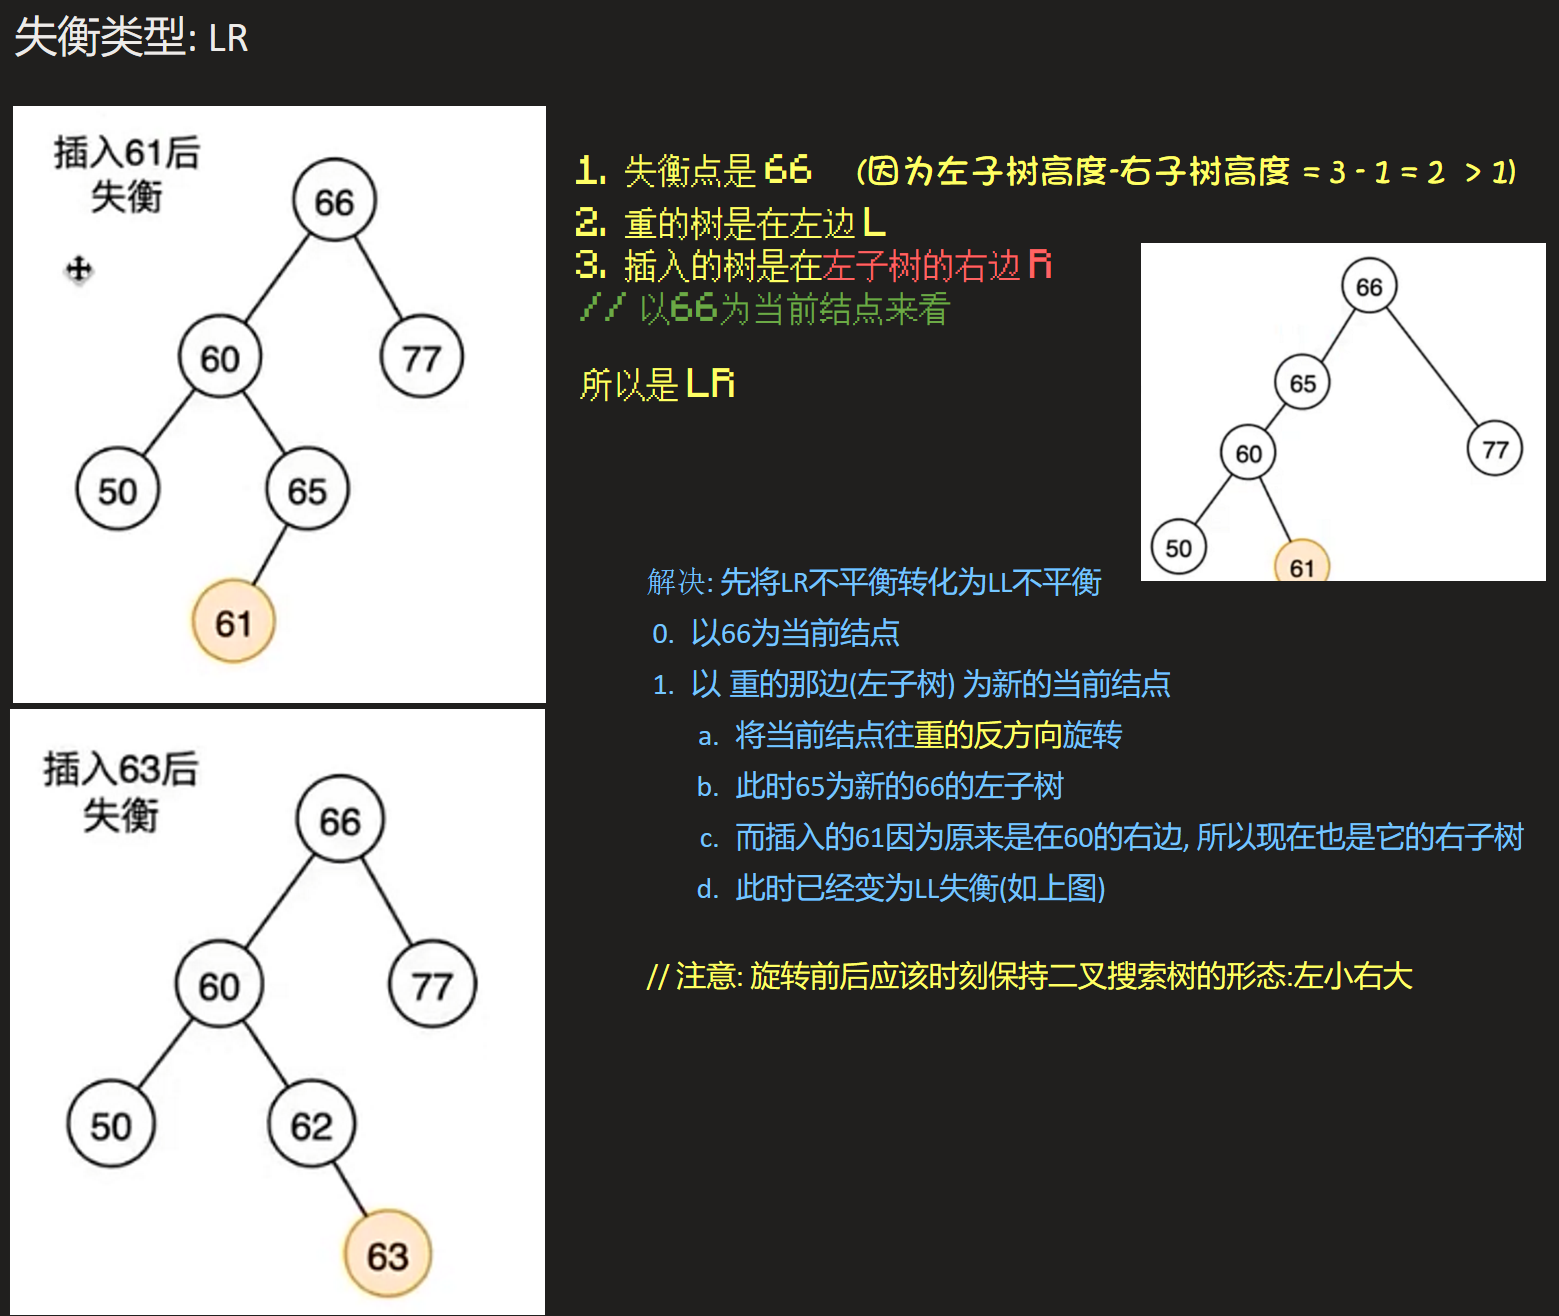 失衡类型: LR
插入61后
失衡
66
60
77
50
65
61
1. 失衡点是 66 (因为左子树高度-右子树高度 = 3 - 1 = 2 > 1)
2. 重的树是在左边 L
3. 插入的树是在左子树的右边 R
// 以66为当前结点来看
所以是 LR
66
65
60
77
50
61
解决: 先将LR不平衡转化为LL不平衡
0. 以66为当前结点
1. 以 重的那边(左子树) 为新的当前结点
a. 将当前结点往重的反方向旋转
b. 此时65为新的66的左子树
c. 而插入的61因为原来是在60的右边, 所以现在也是它的右子树
d. 此时已经变为LL失衡(如上图)
// 注意: 旋转前后应该时刻保持二叉搜索树的形态:左小右大
插入63后
失衡
66
60
77
50
62
63